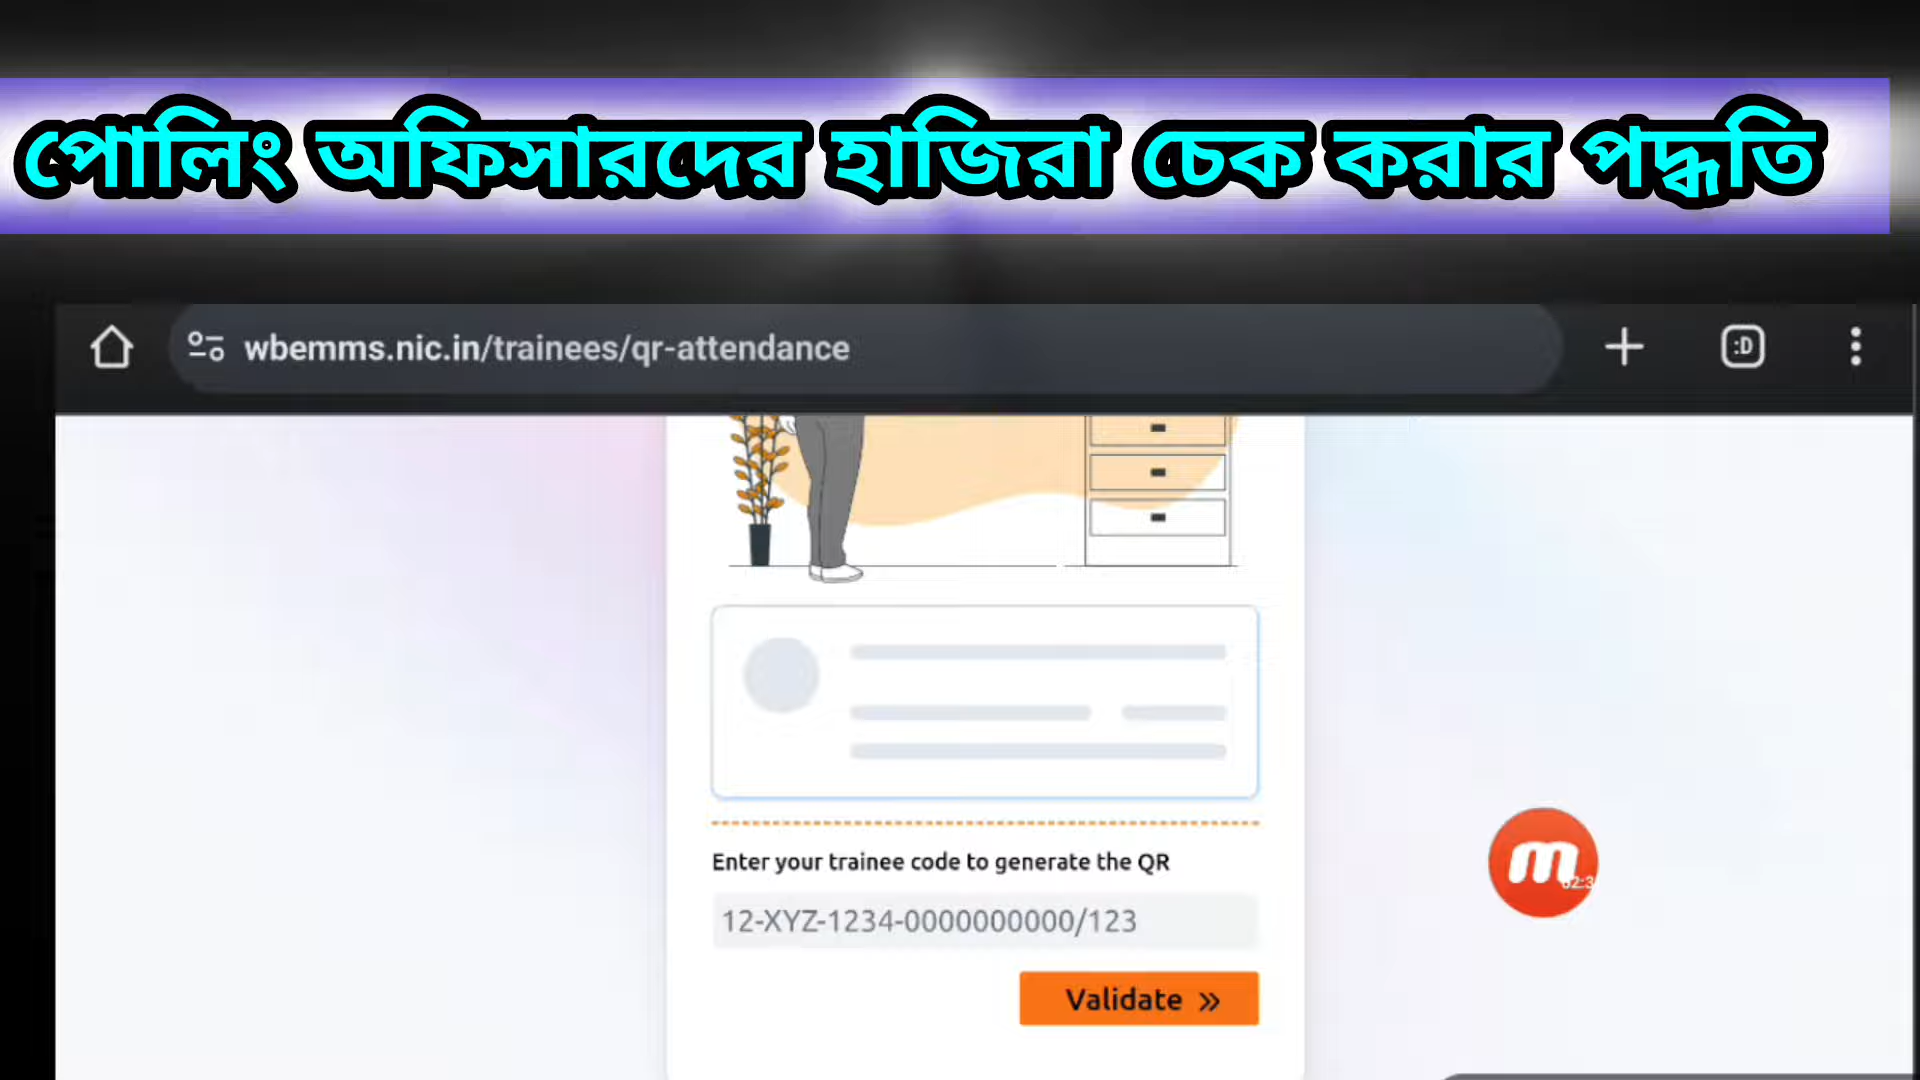 পোলিং অফিসারদের হাজিরা চেক করার পদ্ধতি
wbemms.nic.in/trainees/qr-attendance
:D
Enter your trainee code to generate the QR
12-XYZ-1234-0000000000/123
m
Validate »